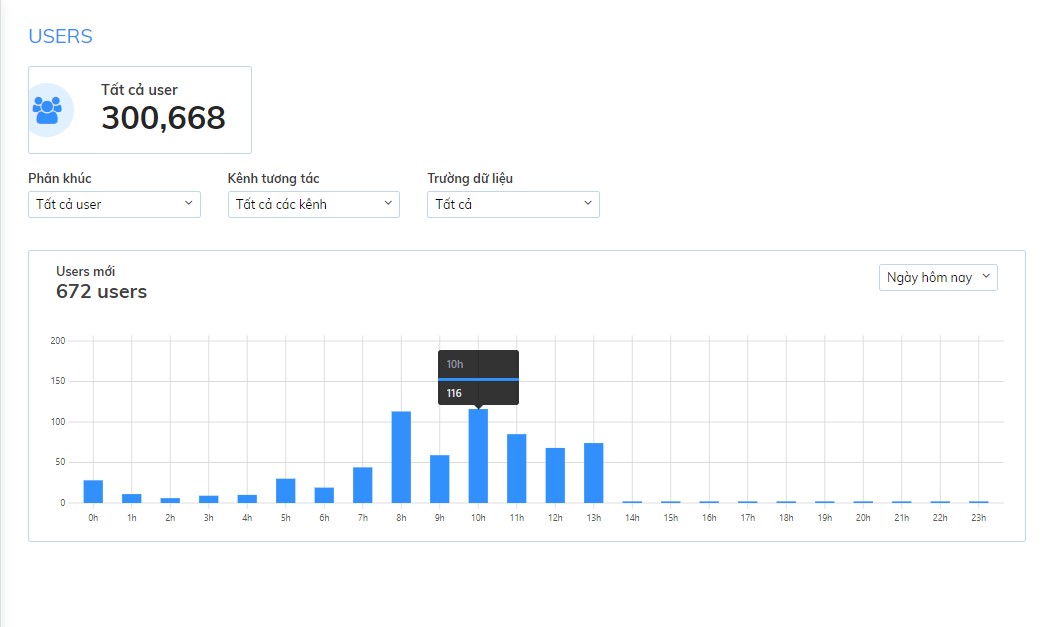 USERS
Tất cả user
300,668
Phân khúc Kênh tương tác Trường dữ liệu
Tất cả user Tất cả các kênh Tất cả
Users mới
672 users
Ngày hôm nay
200
150
100
50
0
10h
116
0h 1h 2h 3h 4h 5h 6h 7h 8h 9h 10h 11h 12h 13h 14h 15h 16h 17h 18h 19h 20h 21h 22h 23h